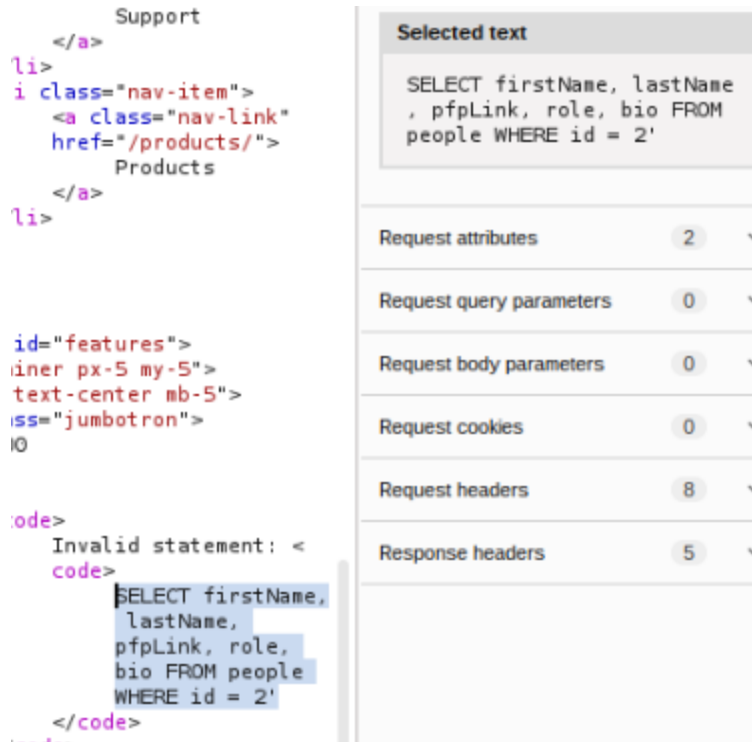 Support
</a>
'li>
i class="nav-item">
<a class="nav-link"
href="/products/">
Products
</a>
'li>
id="features">
iner px-5 my-5">
text-center mb-5">
ss="jumbotron">
00
ode>
Invalid statement: <
code>
SELECT firstName,
lastName,
pfpLink, role,
bio FROM people
WHERE id = 2'
</code>
Selected text
SELECT firstName, lastName
, pfpLink, role, bio FROM
people WHERE id = 2'
Request attributes 2
Request query parameters 0
Request body parameters 0
Request cookies 0
Request headers 8
Response headers 5